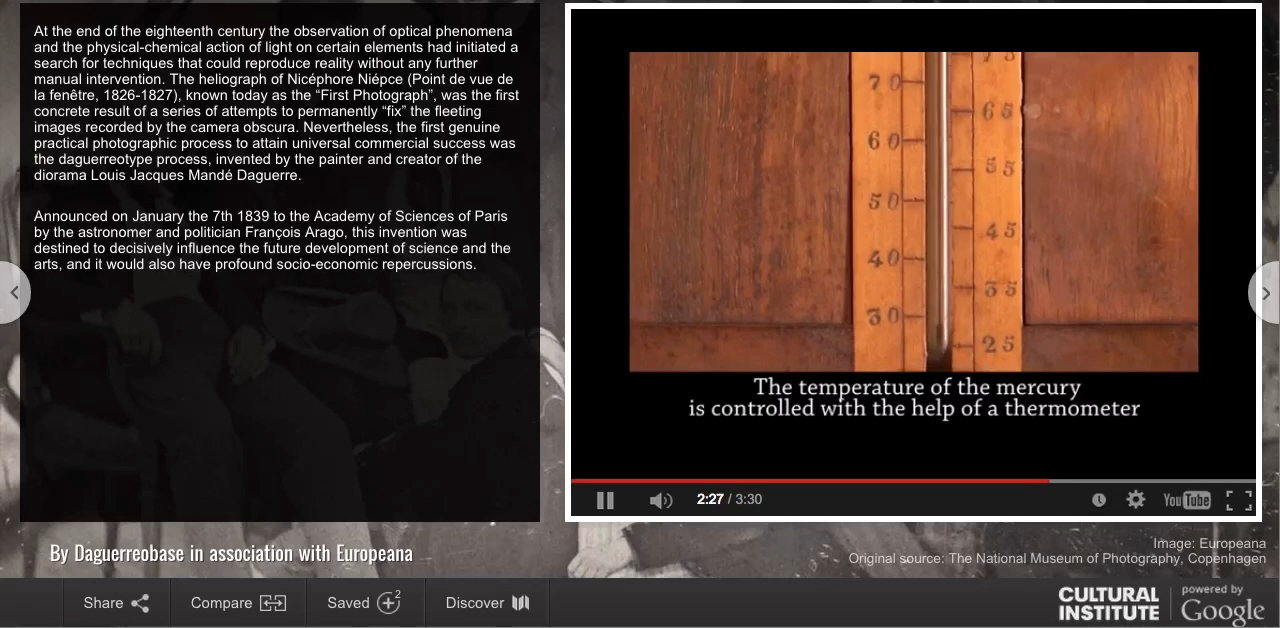 At the end of the eighteenth century the observation of optical phenomena
and the physical-chemical action of light on certain elements had initiated a
search for techniques that could reproduce reality without any further
manual intervention. The heliograph of Nicéphore Niépce (Point de vue de
la fenêtre, 1826-1827), known today as the “First Photograph”, was the first
concrete result of a series of attempts to permanently “fix” the fleeting
images recorded by the camera obscura. Nevertheless, the first genuine
practical photographic process to attain universal commercial success was
the daguerreotype process, invented by the painter and creator of the
diorama Louis Jacques Mandé Daguerre.
Announced on January the 7th 1839 to the Academy of Sciences of Paris
by the astronomer and politician François Arago, this invention was
destined to decisively influence the future development of science and the
arts, and it would also have profound socio-economic repercussions.
75
70
65
60
55
50
45
40
35
30
25
The temperature of the mercury
is controlled with the help of a thermometer
2:27 / 3:30
YouTube
By Daguerreobase in association with Europeana
Image: Europeana
Original source: The National Museum of Photography, Copenhagen
Share
Compare
Saved 2
Discover
CULTURAL
INSTITUTE
powered by
Google